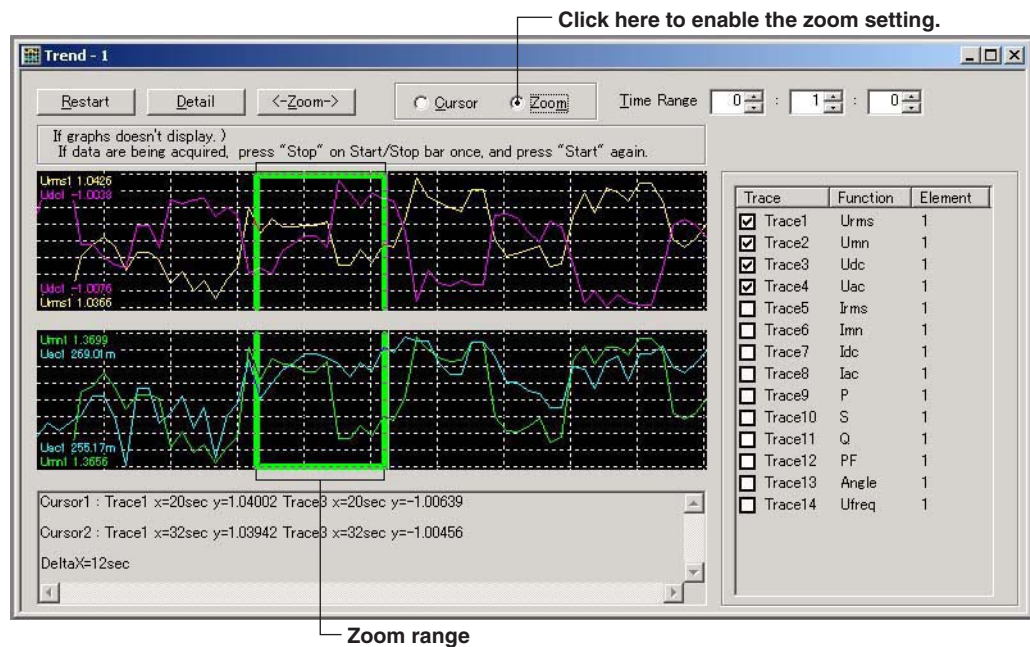 Click here to enable the zoom setting.
Trend - 1
Restart Detail <-Zoom-> Cursor Zoom Time Range 0 : 1 : 0
If graphs doesn't display. )
If data are being acquired, press "Stop" on Start/Stop bar once, and press "Start" again.
Urms1 1.0426
Udc1 -1.0039
Udc1 -1.0076
Urms1 1.0366
Umn1 1.3699
Uac1 269.01m
Uac1 255.17m
Umn1 1.3656
Cursor1 : Trace1 x=20sec y=1.04002 Trace3 x=20sec y=-1.00639
Cursor2 : Trace1 x=32sec y=1.03942 Trace3 x=32sec y=-1.00456
DeltaX=12sec
Trace Function Element
Trace1 Urms 1
Trace2 Umn 1
Trace3 Udc 1
Trace4 Uac 1
Trace5 Irms 1
Trace6 Imn 1
Trace7 Idc 1
Trace8 Iac 1
Trace9 P 1
Trace10 S 1
Trace11 Q 1
Trace12 PF 1
Trace13 Angle 1
Trace14 Ufreq 1
Zoom range